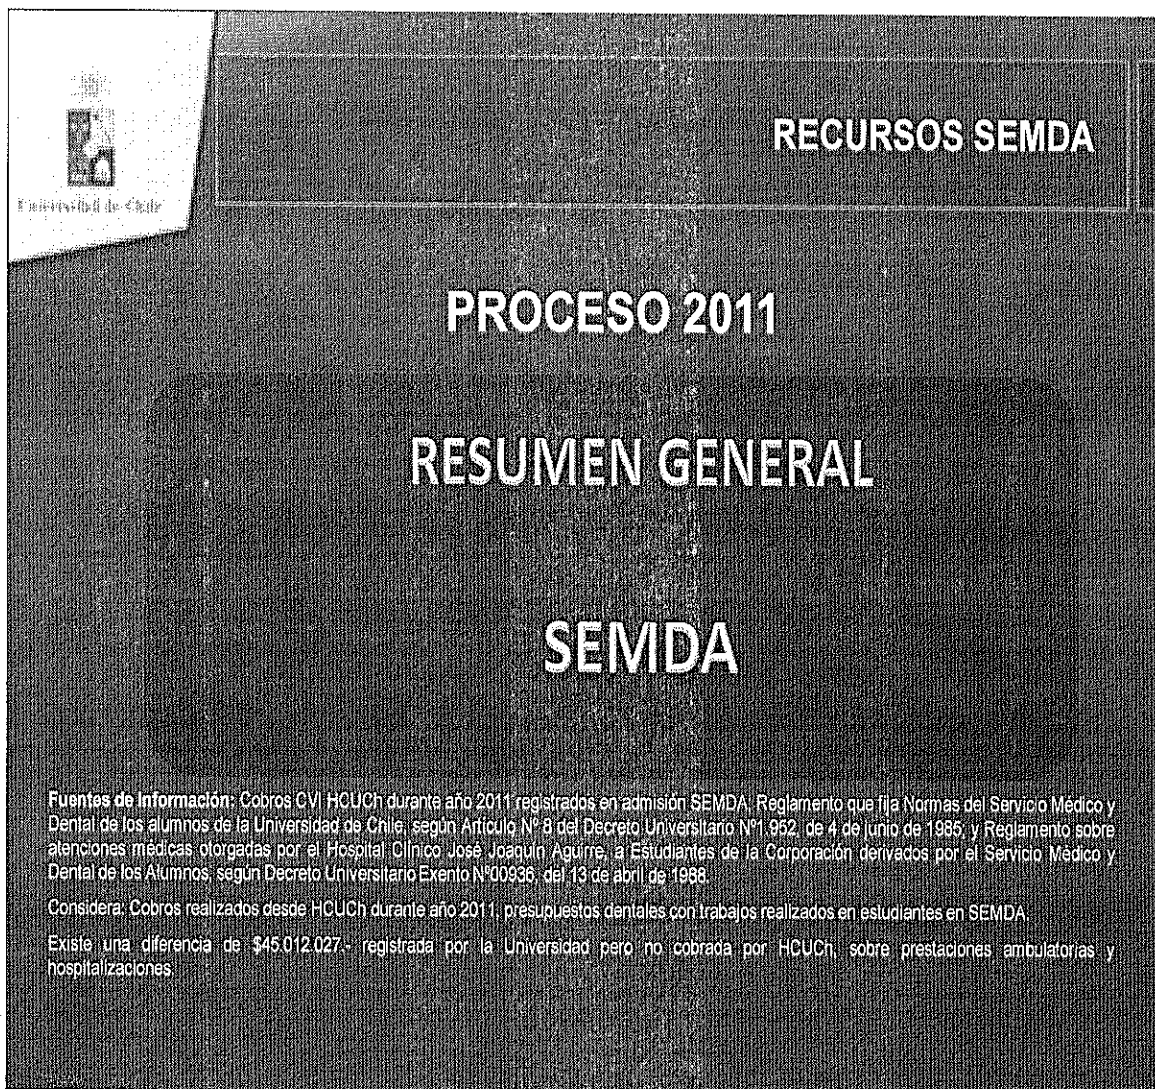 Universidad de Chile
RECURSOS SEMDA
PROCESO 2011
RESUMEN GENERAL
SEMDA
Fuentes de Información: Cobros CVI HCUCh durante año 2011 registrados en admisión SEMDA, Reglamento que fija Normas del Servicio Médico y
Dental de los alumnos de la Universidad de Chile, según Artículo Nº 8 del Decreto Universitario Nº1.952, de 4 de junio de 1985, y Reglamento sobre
atenciones médicas otorgadas por el Hospital Clínico José Joaquín Aguirre, a Estudiantes de la Corporación derivados por el Servicio Médico y
Dental de los Alumnos, según Decreto Universitario Exento Nº00936, del 13 de abril de 1988.
Considera: Cobros realizados desde HCUCh durante año 2011, presupuestos dentales con trabajos realizados en estudiantes en SEMDA.
Existe una diferencia de $45.012.027.- registrada por la Universidad pero no cobrada por HCUCh, sobre prestaciones ambulatorias y
hospitalizaciones.